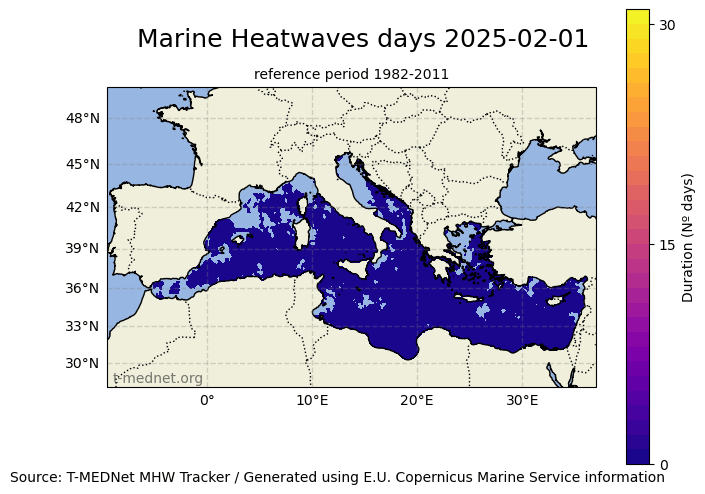 Marine Heatwaves days 2025-02-01
reference period 1982-2011
30
15
0
Duration (Nº days)
48°N
45°N
42°N
39°N
36°N
33°N
30°N
t-mednet.org
0°
10°E
20°E
30°E
Source: T-MEDNet MHW Tracker / Generated using E.U. Copernicus Marine Service information